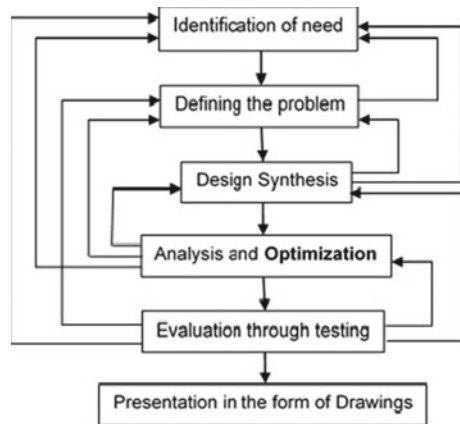 Identification of need
Defining the problem
Design Synthesis
Analysis and Optimization
Evaluation through testing
Presentation in the form of Drawings